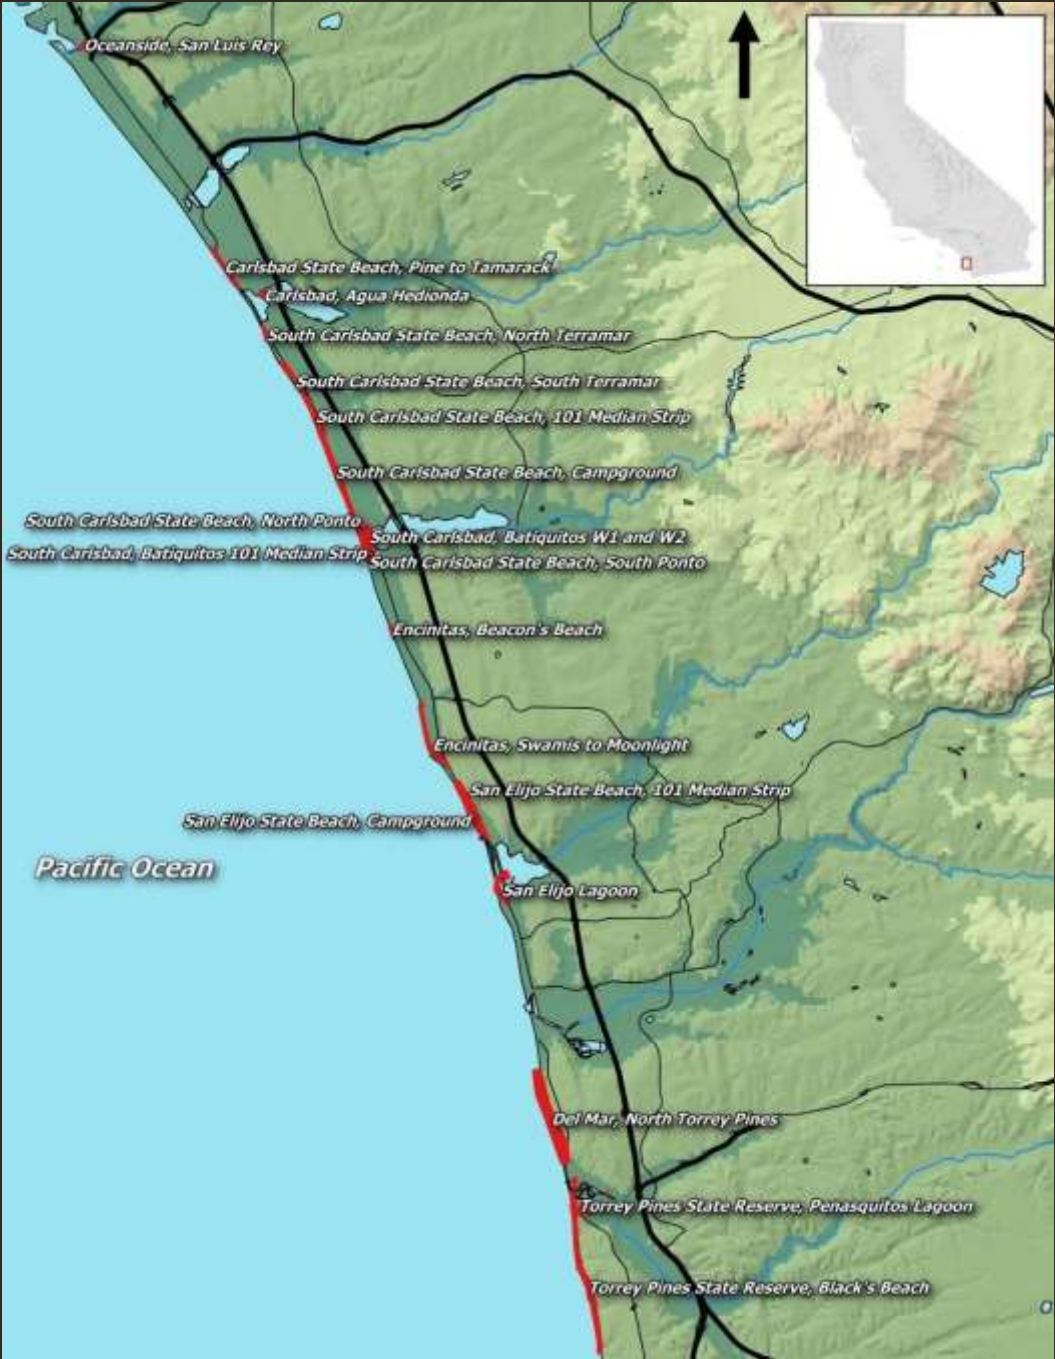 Oceanside, San Luis Rey
Carlsbad State Beach, Pine to Tamarack
Carlsbad, Agua Hedionda
South Carlsbad State Beach, North Terramar
South Carlsbad State Beach, South Terramar
South Carlsbad State Beach, 101 Median Strip
South Carlsbad State Beach, Campground
South Carlsbad State Beach, North Ponto
South Carlsbad, Batiquitos W1 and W2
South Carlsbad, Batiquitos 101 Median Strip
South Carlsbad State Beach, South Ponto
Encinitas, Beacon's Beach
Encinitas, Swamis to Moonlight
San Elijo State Beach, 101 Median Strip
San Elijo State Beach, Campground
Pacific Ocean
San Elijo Lagoon
Del Mar, North Torrey Pines
Torrey Pines State Reserve, Penasquitos Lagoon
Torrey Pines State Reserve, Black's Beach